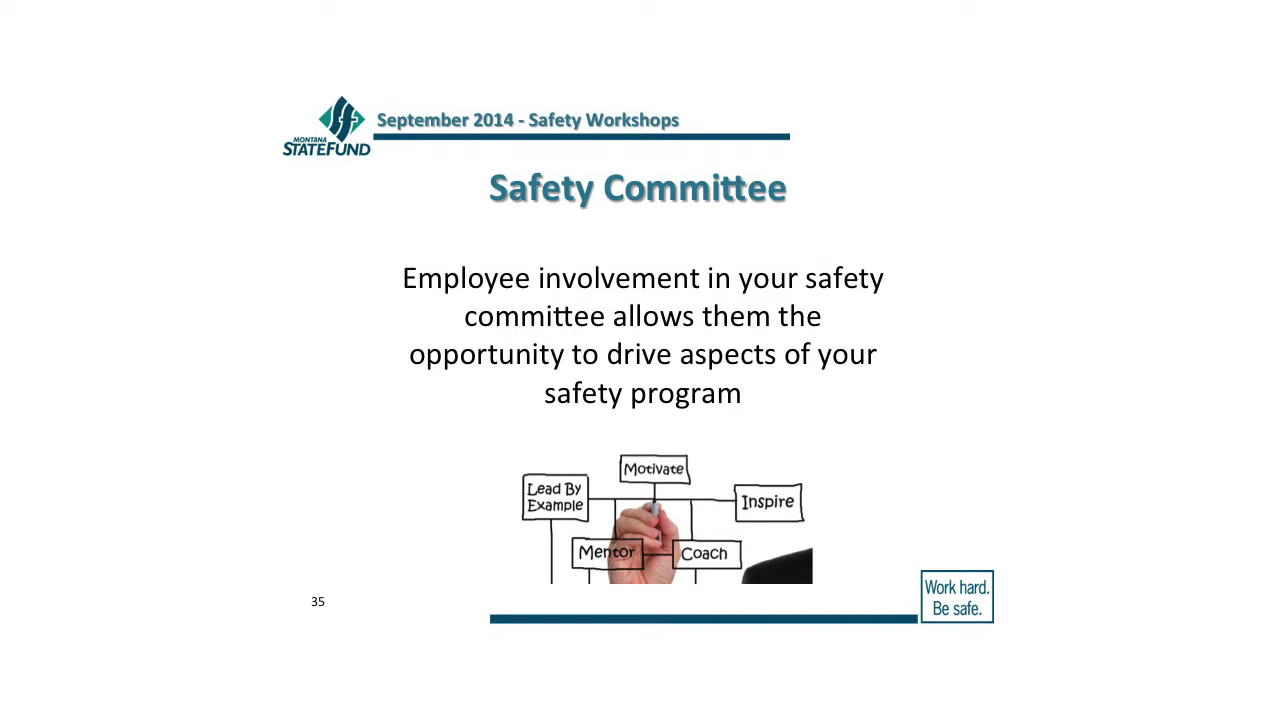 September 2014 - Safety Workshops
MONTANA
STATEFUND
Safety Committee
Employee involvement in your safety
committee allows them the
opportunity to drive aspects of your
safety program
Motivate
Lead By
Example
Inspire
Mentor
Coach
35
Work hard.
Be safe.